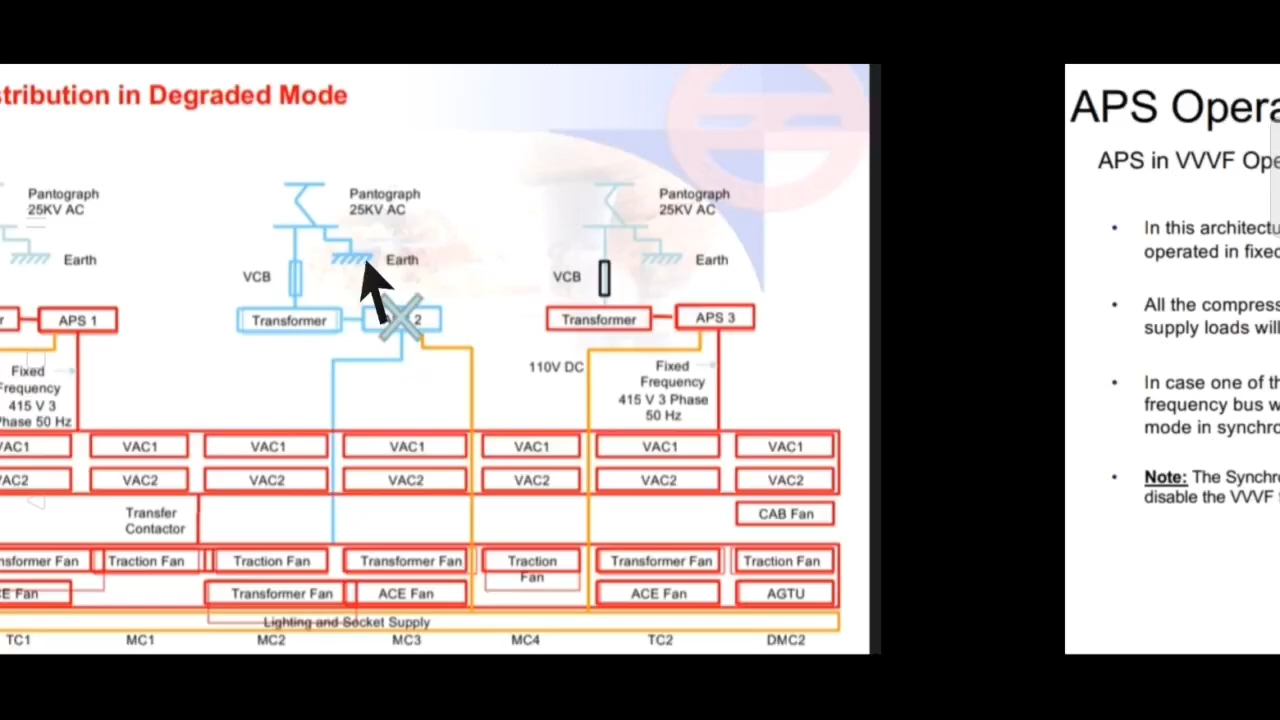 stribution in Degraded Mode
Pantograph
25KV AC
Earth
APS 1
Fixed
Frequency
415 V 3
Phase 50 Hz
Pantograph
25KV AC
VCB
Earth
Transformer
2
Pantograph
25KV AC
VCB
Earth
Transformer
APS 3
110V DC
Fixed
Frequency
415 V 3 Phase
50 Hz
VAC1 VAC1 VAC1 VAC1 VAC1 VAC1 VAC1
VAC2 VAC2 VAC2 VAC2 VAC2 VAC2 VAC2
Transfer
Contactor
CAB Fan
nsformer Fan Traction Fan Traction Fan Transformer Fan Traction Fan Transformer Fan Traction Fan
E Fan Transformer Fan ACE Fan ACE Fan AGTU
Lighting and Socket Supply
TC1 MC1 MC2 MC3 MC4 TC2 DMC2
APS Opera
APS in VVVF Ope
• In this architectu
operated in fixed
• All the compress
supply loads will
• In case one of th
frequency bus w
mode in synchro
• Note: The Synchro
disable the VVVF